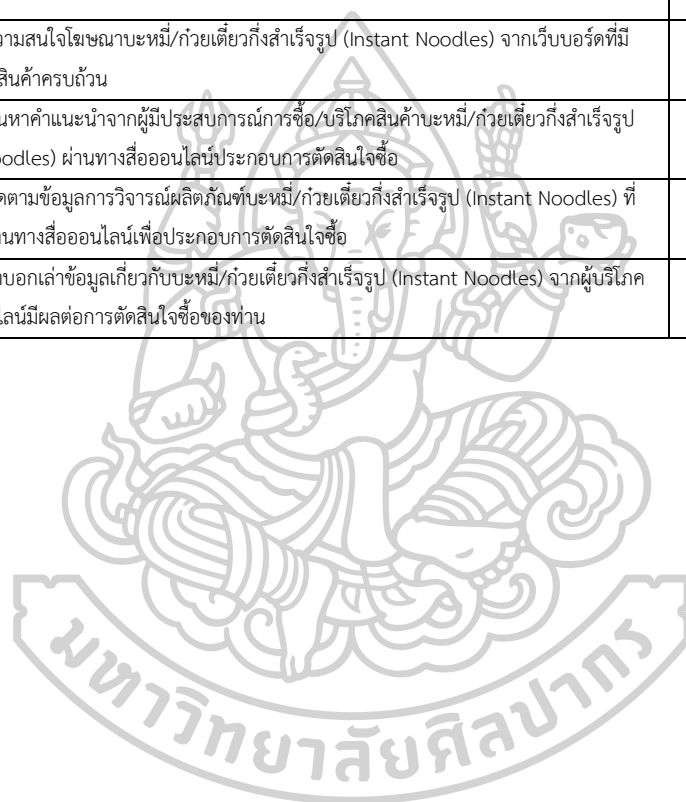 วามสนใจโฆษณาบะหมี่/ก๋วยเตี๋ยวกึ่งสำเร็จรูป (Instant Noodles) จากเว็บบอร์ดที่มี
สินค้าครบถ้วน
นหาคำแนะนำจากผู้มีประสบการณ์การซื้อ/บริโภคสินค้าบะหมี่/ก๋วยเตี๋ยวกึ่งสำเร็จรูป
oodles) ผ่านทางสื่อออนไลน์ประกอบการตัดสินใจซื้อ
ดตามข้อมูลการวิจารณ์ผลิตภัณฑ์บะหมี่/ก๋วยเตี๋ยวกึ่งสำเร็จรูป (Instant Noodles) ที่
านทางสื่อออนไลน์เพื่อประกอบการตัดสินใจซื้อ
าบอกเล่าข้อมูลเกี่ยวกับบะหมี่/ก๋วยเตี๋ยวกึ่งสำเร็จรูป (Instant Noodles) จากผู้บริโภค
ไลน์มีผลต่อการตัดสินใจซื้อของท่าน
มหาวิทยาลัยศิลปากร